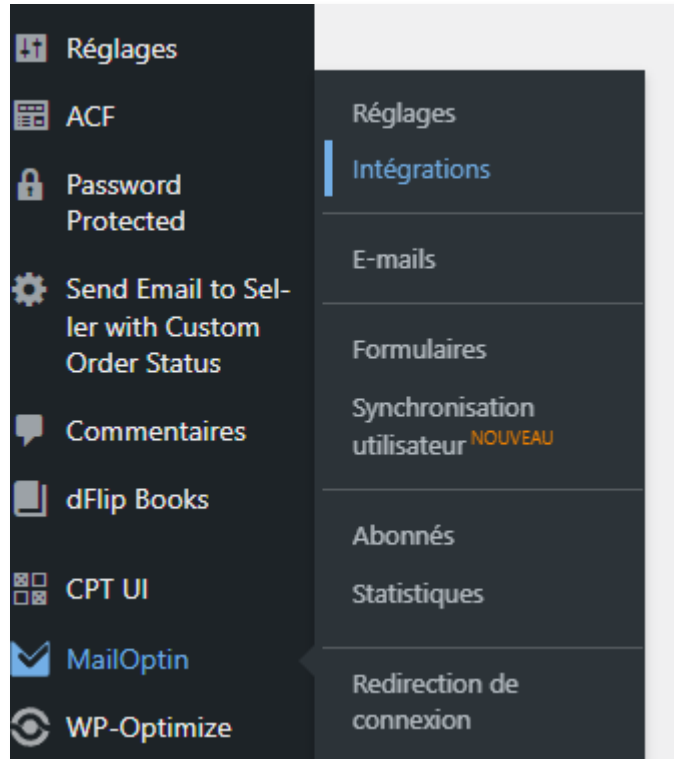 Réglages
ACF
Password
Protected
Send Email to Sel-
ler with Custom
Order Status
Commentaires
dFlip Books
CPT UI
MailOptin
WP-Optimize
Réglages
Intégrations
E-mails
Formulaires
Synchronisation
utilisateur NOUVEAU
Abonnés
Statistiques
Redirection de
connexion